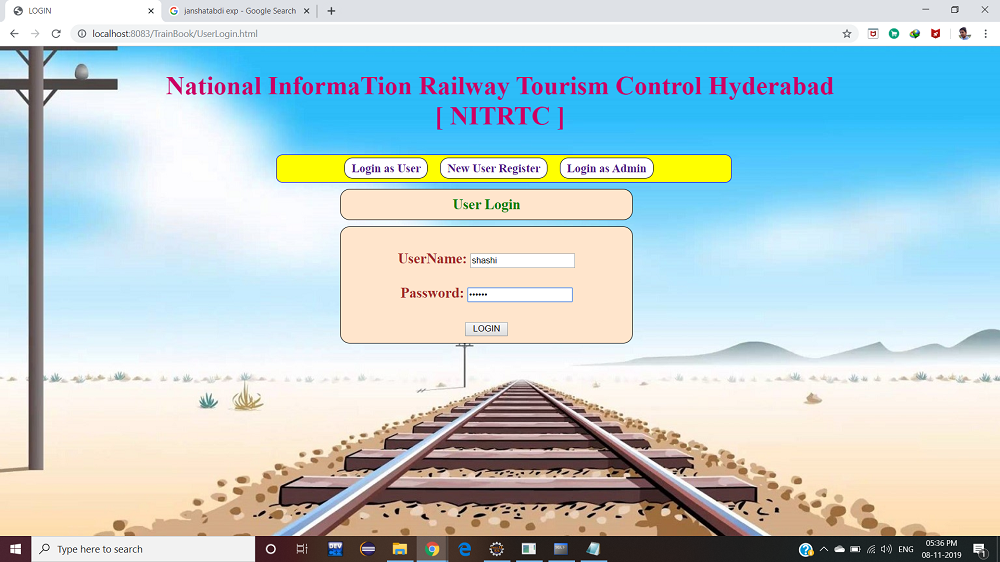 LOGIN
janshatabdi exp - Google Search
localhost:8083/TrainBook/UserLogin.html
National InformaTion Railway Tourism Control Hyderabad
[ NITRTC ]
Login as User New User Register Login as Admin
User Login
UserName: shashi
Password: ••••••
LOGIN
Type here to search
DEV
ENG
05:36 PM
08-11-2019
1